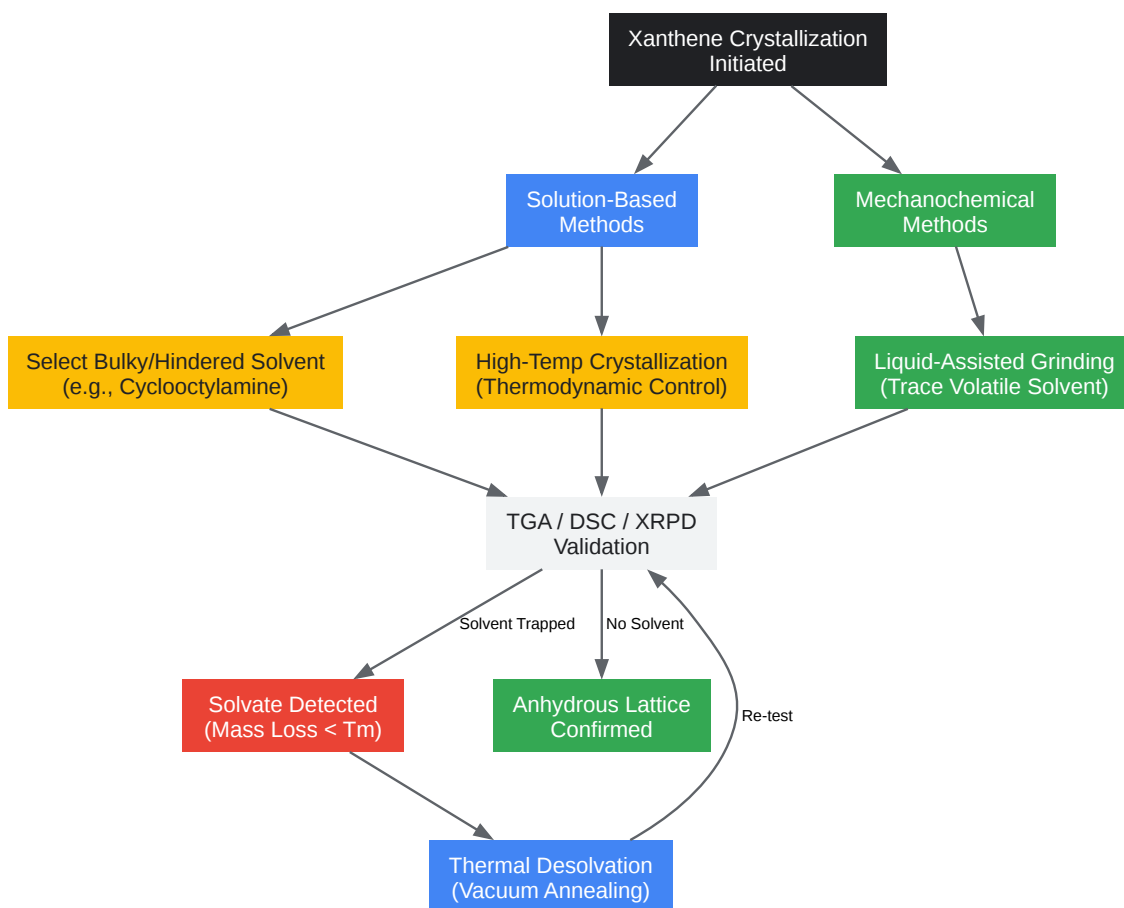 Xanthene Crystallization
Initiated
Solution-Based
Methods
Mechanochemical
Methods
Select Bulky/Hindered Solvent
(e.g., Cyclooctylamine)
High-Temp Crystallization
(Thermodynamic Control)
Liquid-Assisted Grinding
(Trace Volatile Solvent)
TGA / DSC / XRPD
Validation
Solvent Trapped
No Solvent
Solvate Detected
(Mass Loss < Tm)
Anhydrous Lattice
Confirmed
Re-test
Thermal Desolvation
(Vacuum Annealing)